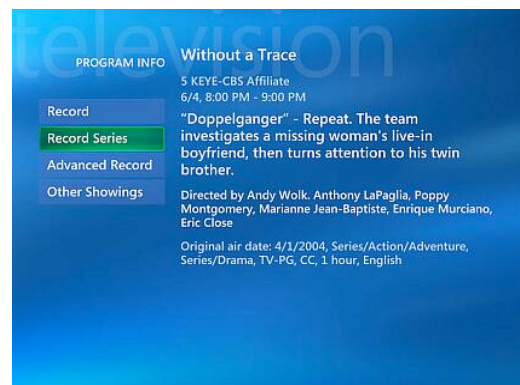 television
PROGRAM INFO
Without a Trace
5 KEYE-CBS Affiliate
6/4, 8:00 PM - 9:00 PM
Record
Record Series
Advanced Record
Other Showings
"Doppelganger" - Repeat. The team
investigates a missing woman's live-in
boyfriend, then turns attention to his twin
brother.
Directed by Andy Wolk. Anthony LaPaglia, Poppy
Montgomery, Marianne Jean-Baptiste, Enrique Murciano,
Eric Close
Original air date: 4/1/2004, Series/Action/Adventure,
Series/Drama, TV-PG, CC, 1 hour, English